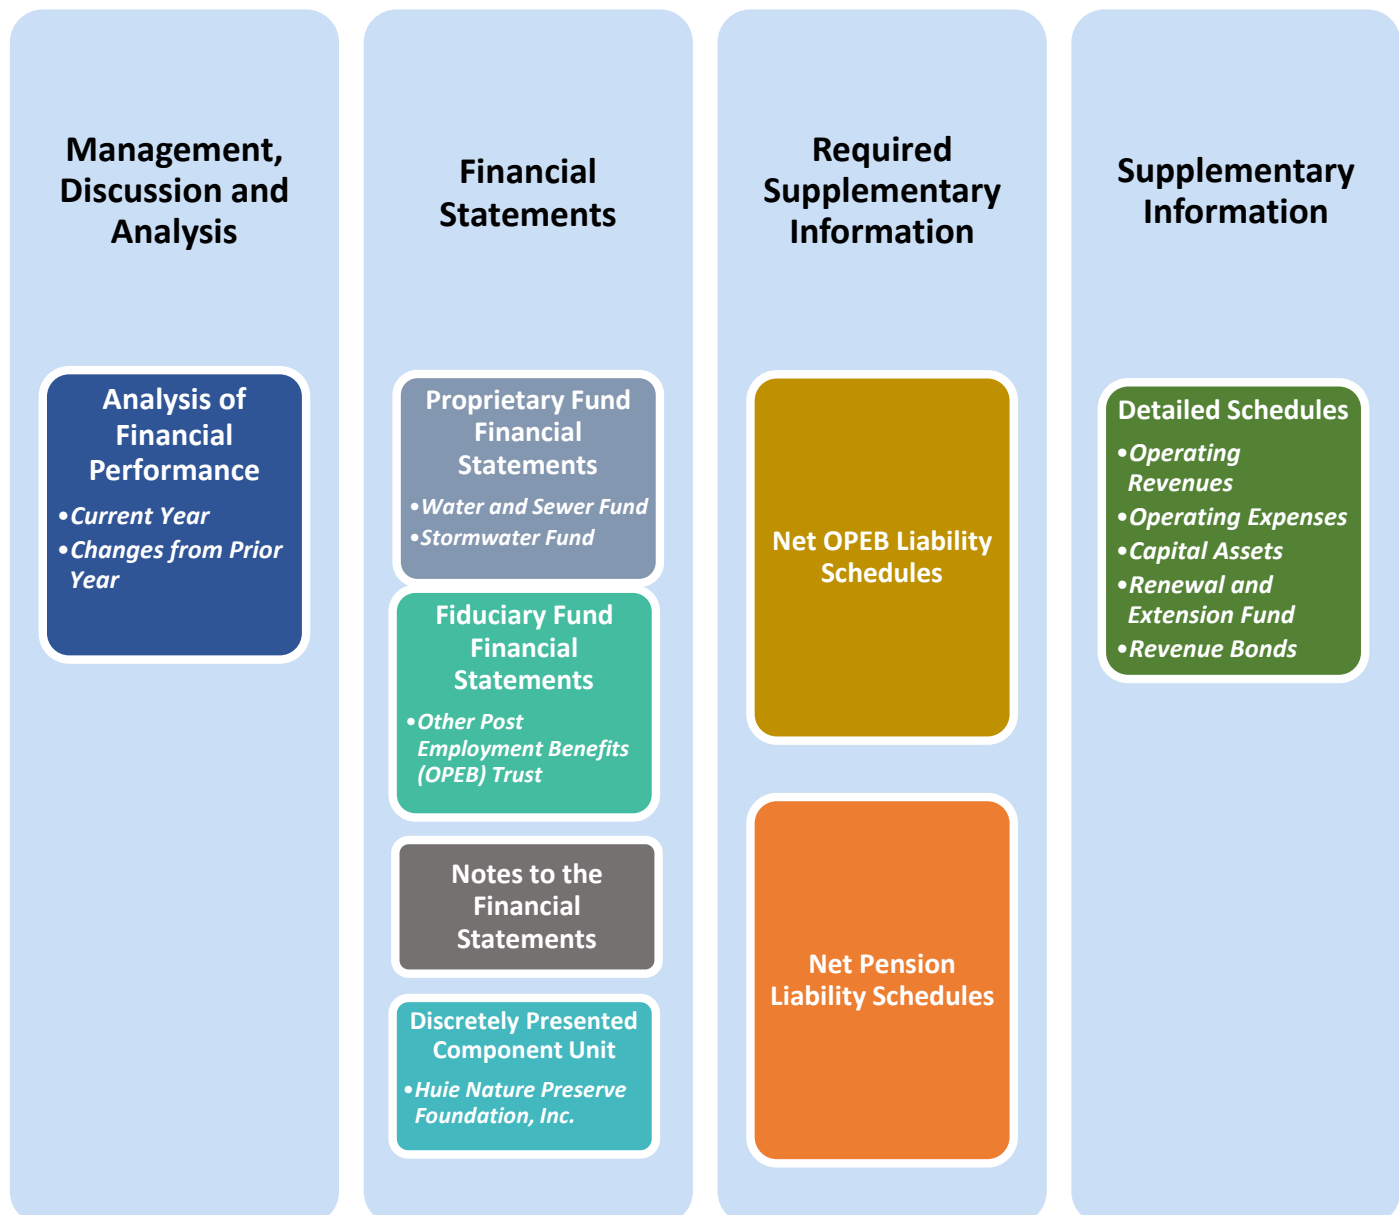 Management,
Discussion and
Analysis
Analysis of
Financial
Performance
•Current Year
•Changes from Prior
Year
Financial
Statements
Proprietary Fund
Financial
Statements
•Water and Sewer Fund
•Stormwater Fund
Fiduciary Fund
Financial
Statements
•Other Post
Employment Benefits
(OPEB) Trust
Notes to the
Financial
Statements
Discretely Presented
Component Unit
•Huie Nature Preserve
Foundation, Inc.
Required
Supplementary
Information
Net OPEB Liability
Schedules
Net Pension
Liability Schedules
Supplementary
Information
Detailed Schedules
•Operating
Revenues
•Operating Expenses
•Capital Assets
•Renewal and
Extension Fund
•Revenue Bonds